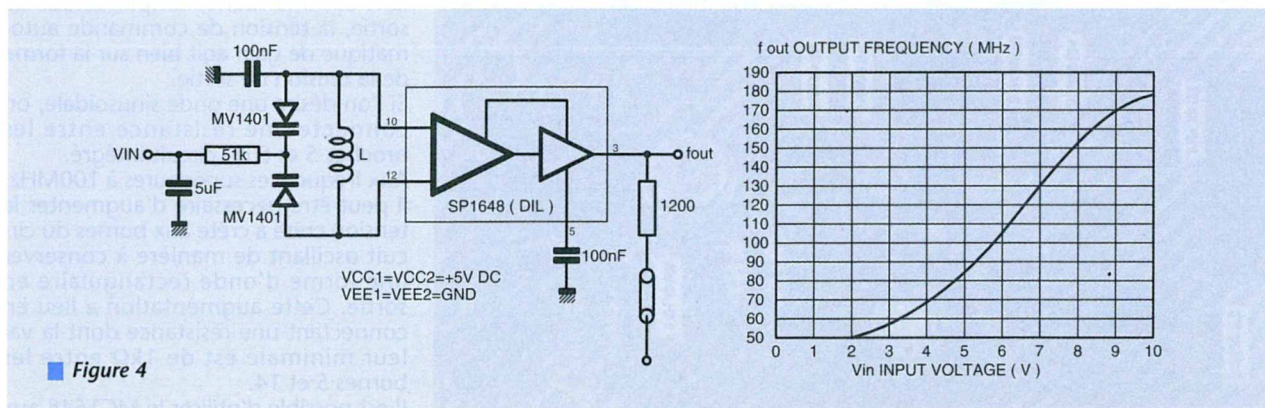 100nF
MV1401
VIN
51k
5uF
MV1401
10
12
SP1648 ( DIL )
3
fout
1200
5
100nF
VCC1=VCC2=+5V DC
VEE1=VEE2=GND
Figure 4
f out OUTPUT FREQUENCY ( MHz )
190
180
170
160
150
140
130
120
110
100
90
80
70
60
50
0 1 2 3 4 5 6 7 8 9 10
Vin INPUT VOLTAGE ( V )